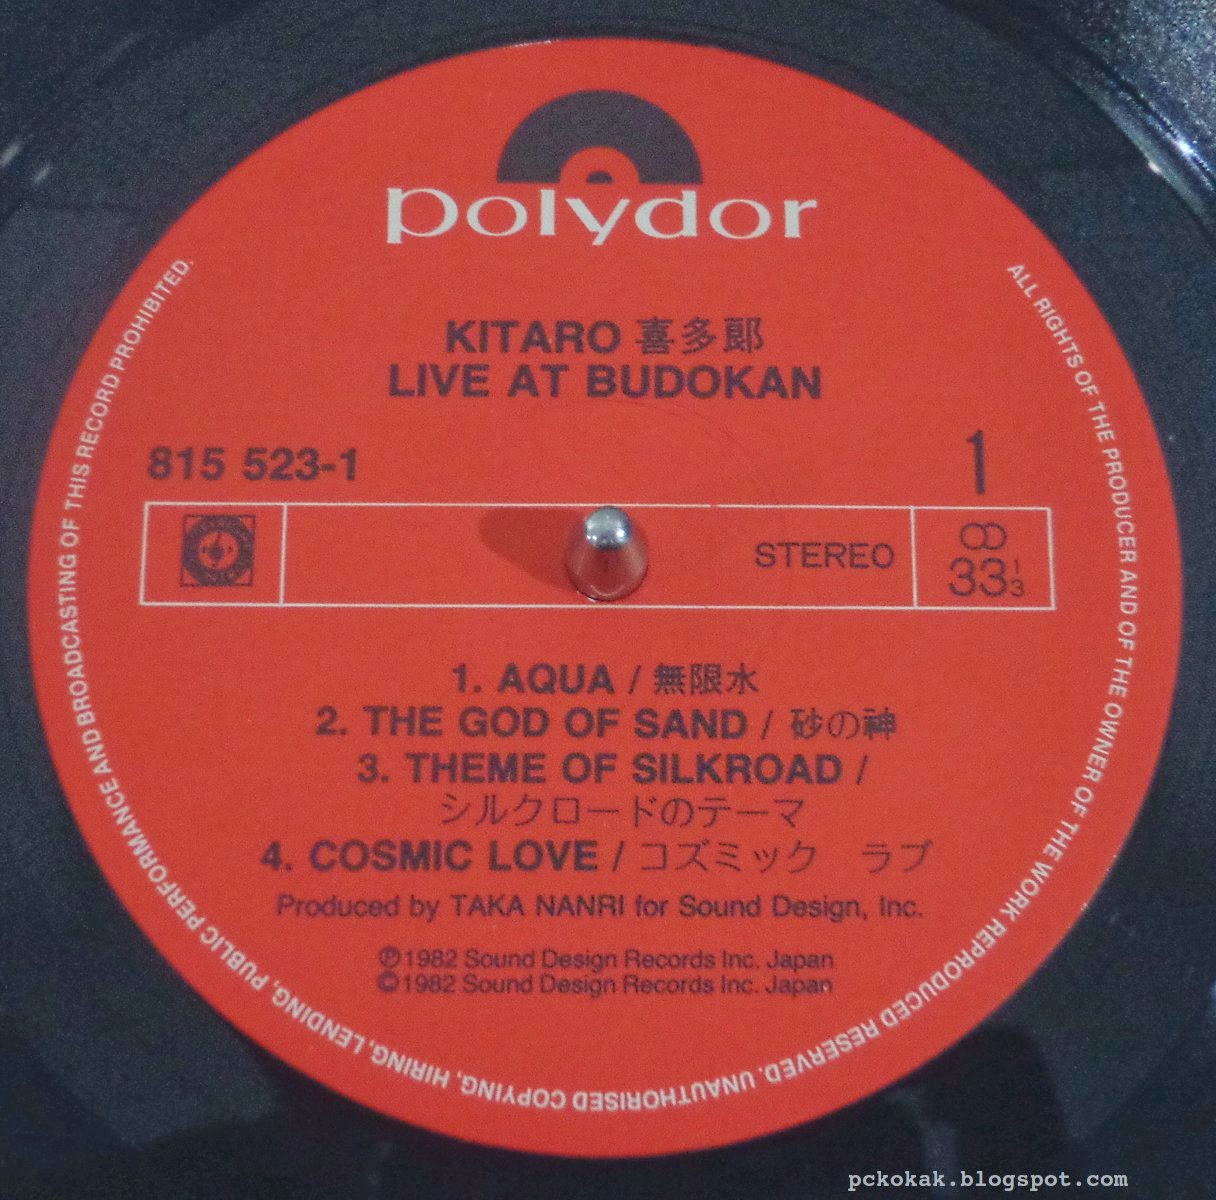 polydor
KITARO 喜多郎
LIVE AT BUDOKAN
815 523-1
1
STEREO
33 1/3
1. AQUA / 無限水
2. THE GOD OF SAND / 砂の神
3. THEME OF SILKROAD /
シルクロードのテーマ
4. COSMIC LOVE / コズミック ラブ
Produced by TAKA NANRI for Sound Design, Inc.
℗1982 Sound Design Records Inc. Japan
©1982 Sound Design Records Inc. Japan
ALL RIGHTS OF THE PRODUCER AND OF THE OWNER OF THE WORK REPRODUCED RESERVED. UNAUTHORISED COPYING, HIRING, LENDING, PUBLIC PERFORMANCE AND BROADCASTING OF THIS RECORD PROHIBITED.
pckokak.blogspot.com